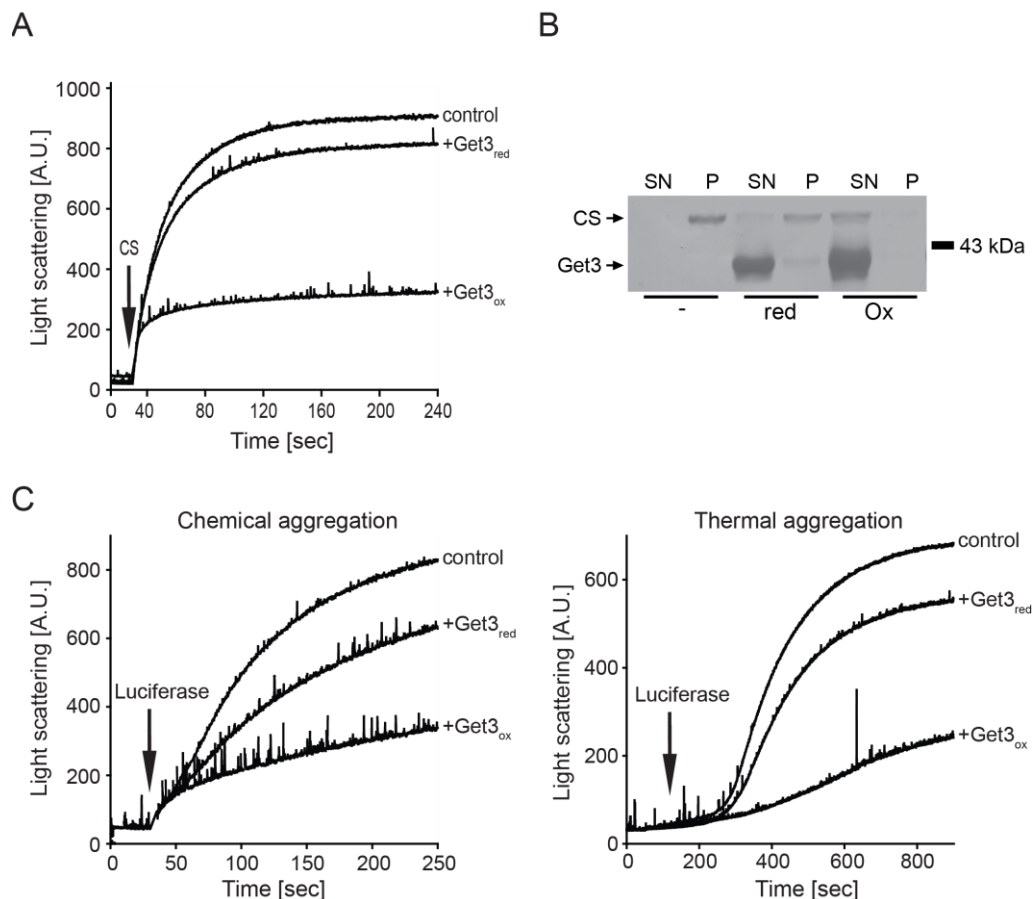 A
1000
800
600
400
200
0
Light scattering [A.U.]
CS
control
+Get3red
+Get3ox
0 40 80 120 160 200 240
Time [sec]
B
SN P SN P SN P
CS
Get3
43 kDa
- red Ox
C
Chemical aggregation
800
600
400
200
0
Light scattering [A.U.]
Luciferase
control
+Get3red
+Get3ox
0 50 100 150 200 250
Time [sec]
Thermal aggregation
600
400
200
0
Light scattering [A.U.]
Luciferase
control
+Get3red
+Get3ox
0 200 400 600 800
Time [sec]